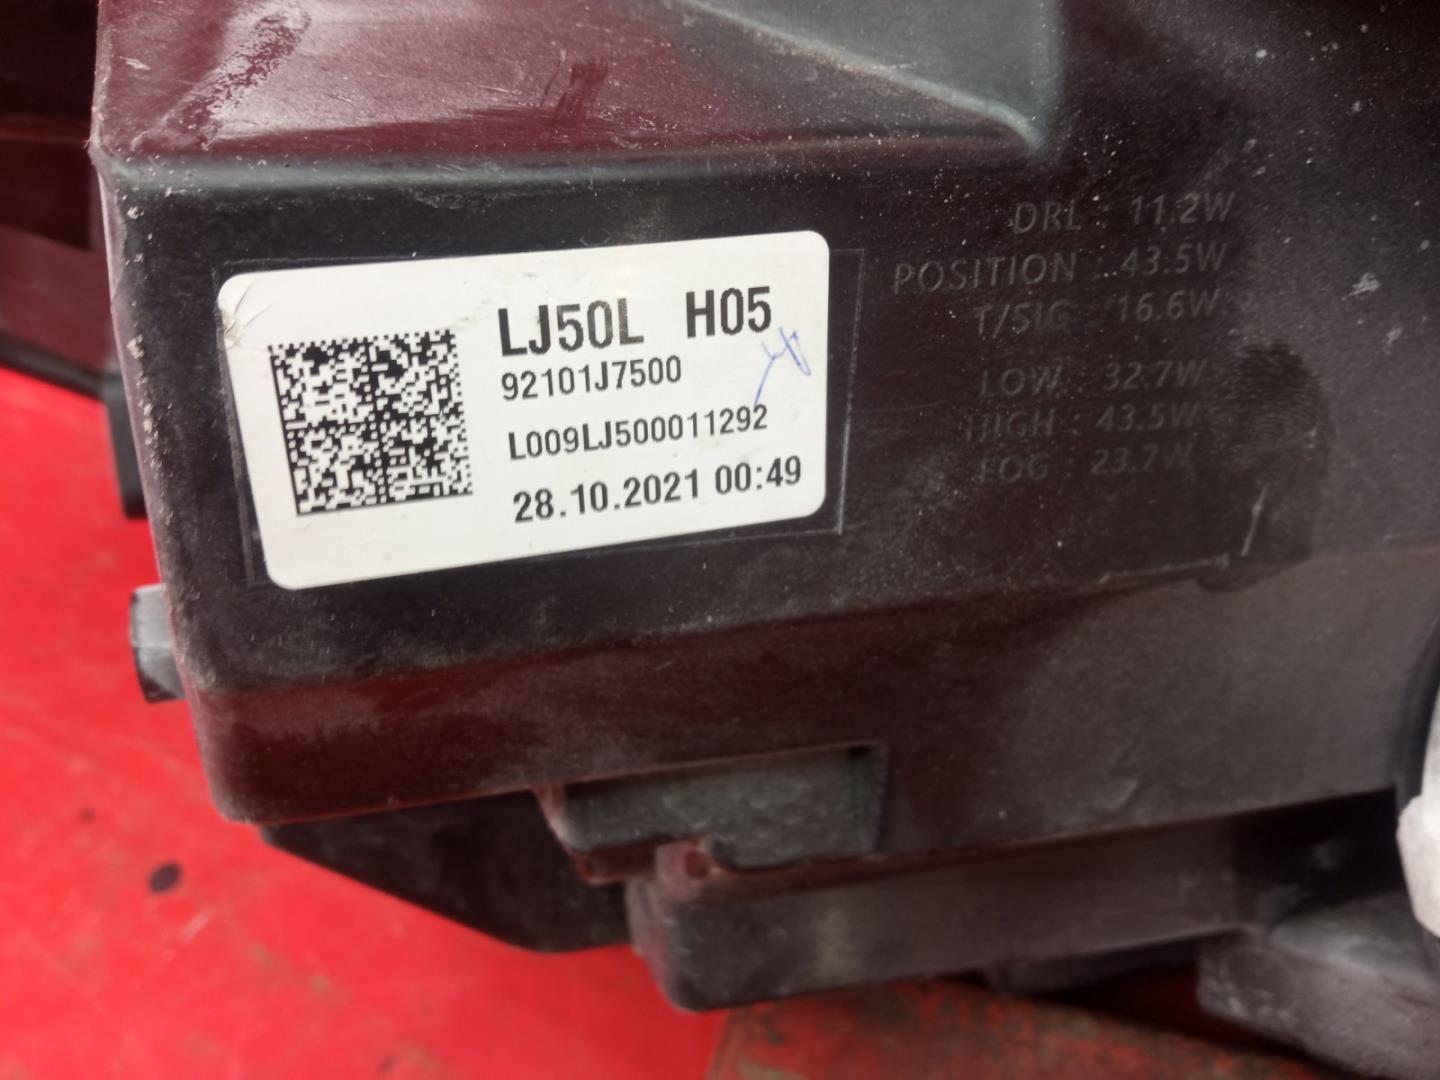 LJ50L H05
92101J7500
L009LJ500011292
28.10.2021 00:49
DRL : 11.2W
POSITION : 43.5W
T/SIG : 16.6W
LOW : 32.7W
HIGH : 43.5W
FOG : 23.7W